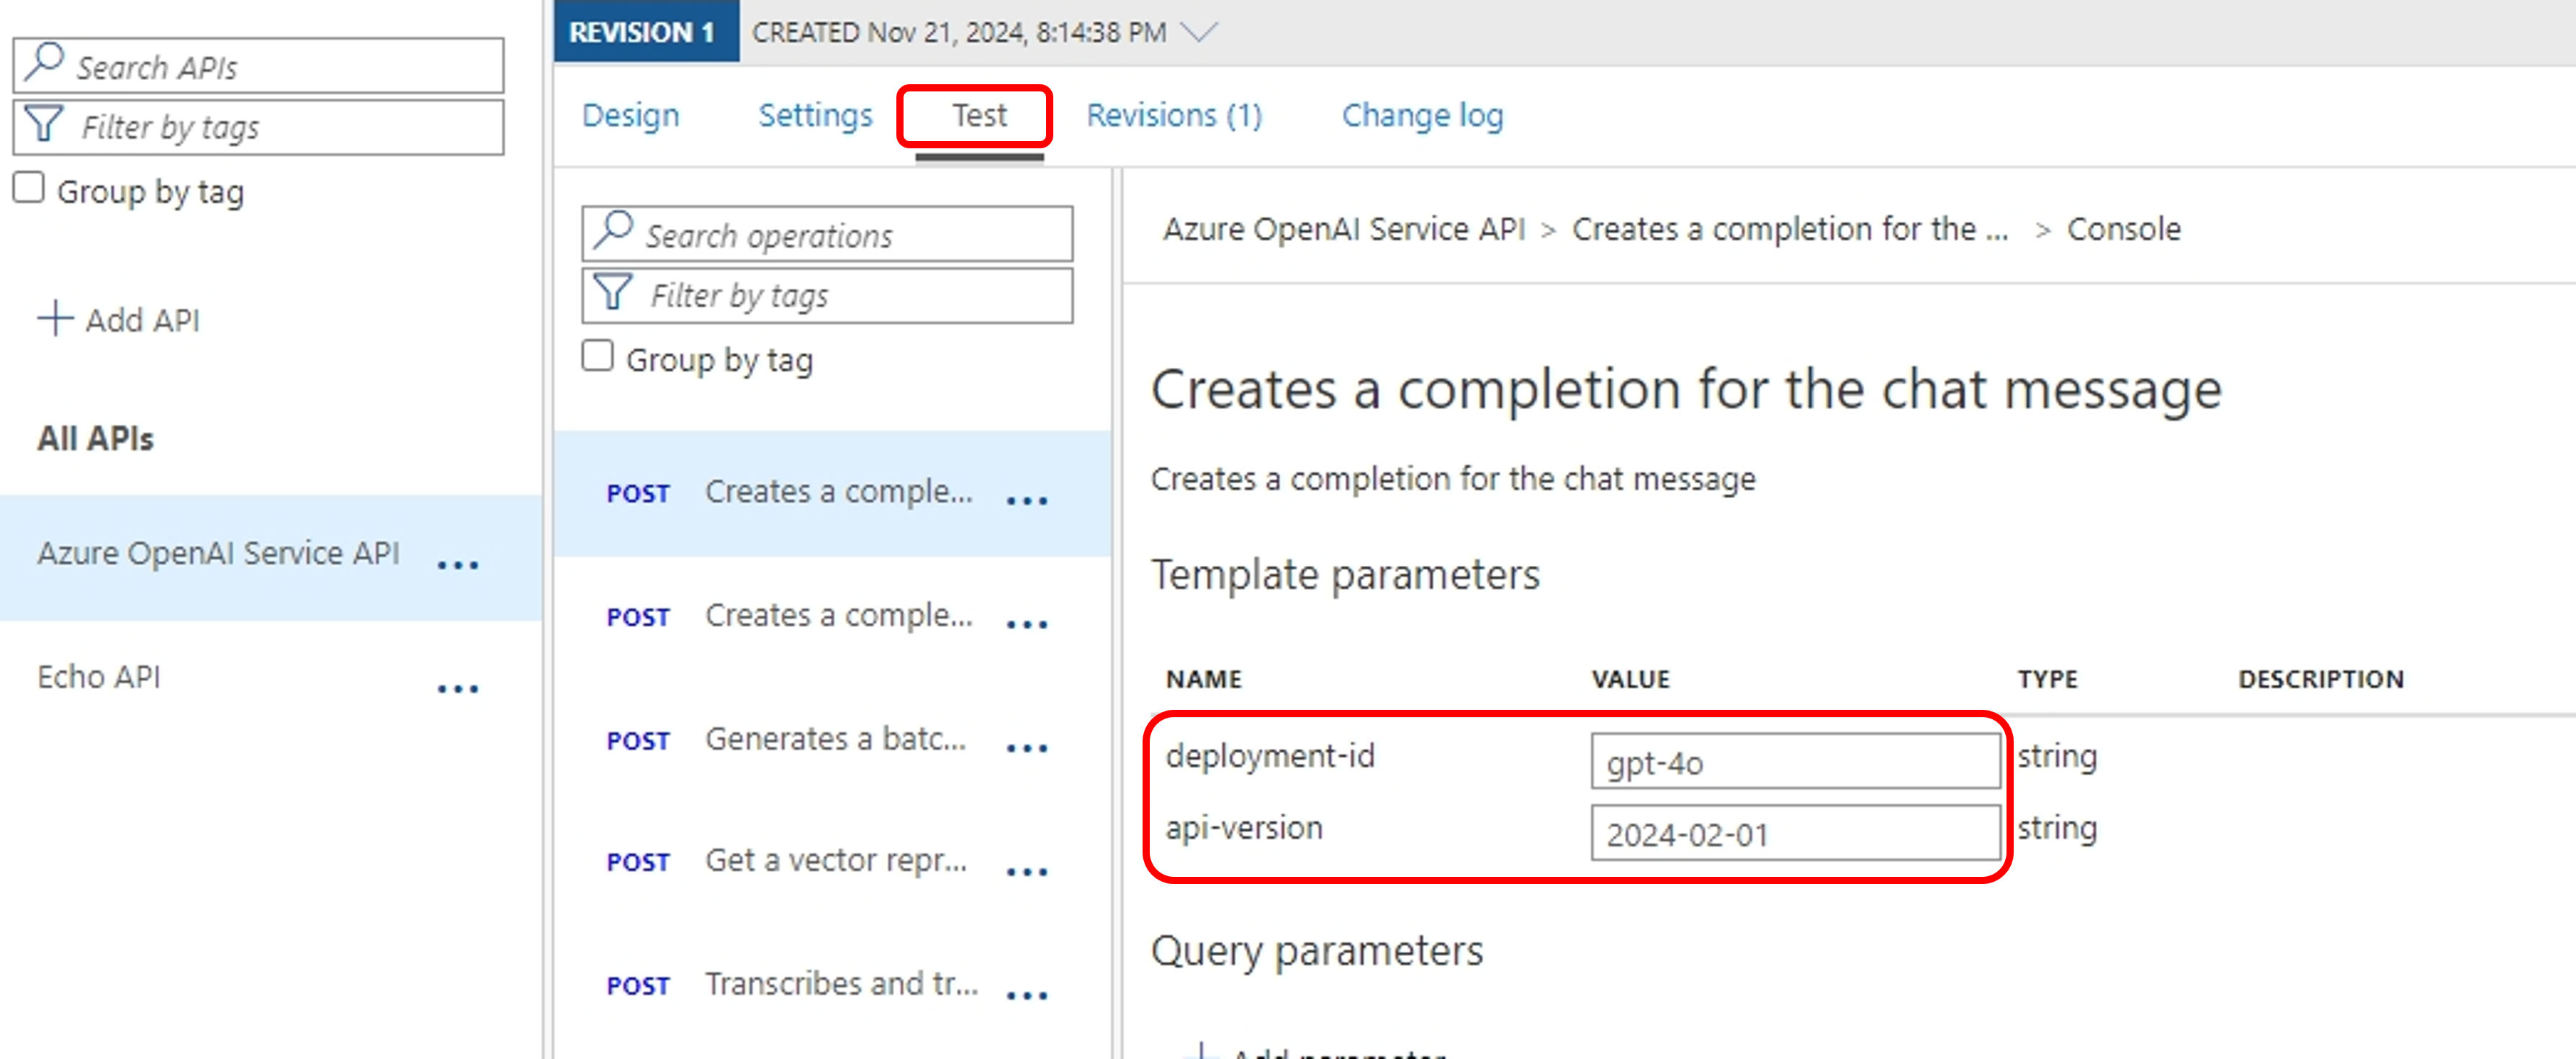 REVISION 1 CREATED Nov 21, 2024, 8:14:38 PM
Search APIs
Filter by tags
Group by tag
Add API
All APIs
Azure OpenAI Service API ...
Echo API ...
Design Settings Test Revisions (1) Change log
Search operations
Filter by tags
Group by tag
POST Creates a comple... ...
POST Creates a comple... ...
POST Generates a batc... ...
POST Get a vector repr... ...
POST Transcribes and tr... ...
Azure OpenAI Service API > Creates a completion for the ... > Console
Creates a completion for the chat message
Creates a completion for the chat message
Template parameters
NAME VALUE TYPE DESCRIPTION
deployment-id gpt-4o string
api-version 2024-02-01 string
Query parameters
Add parameter